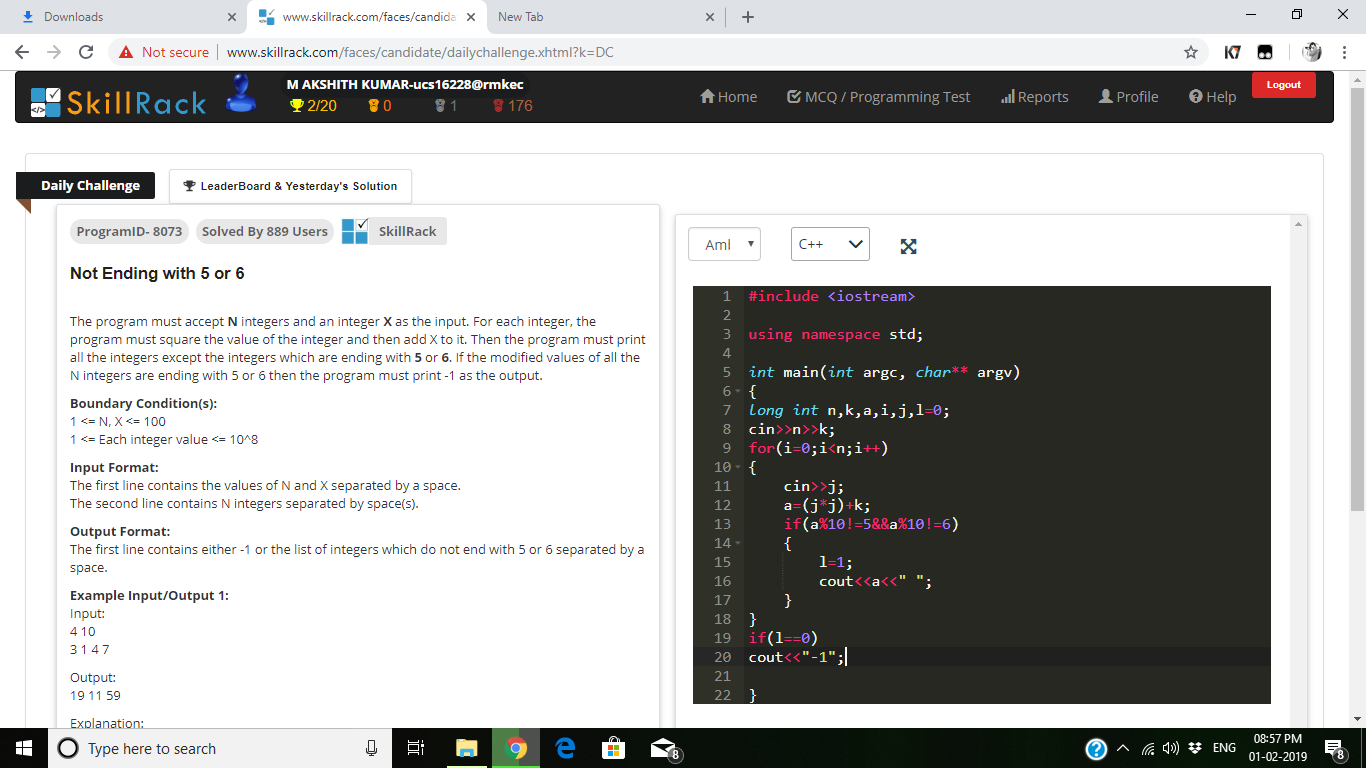 Downloads
www.skillrack.com/faces/candida
New Tab
Not secure www.skillrack.com/faces/candidate/dailychallenge.xhtml?k=DC
K7
SkillRack
M AKSHITH KUMAR-ucs16228@rmkec
2/20 0 1 176
Home
MCQ / Programming Test
Reports
Profile
Help
Logout
Daily Challenge
LeaderBoard & Yesterday's Solution
ProgramID- 8073
Solved By 889 Users
SkillRack
Not Ending with 5 or 6
The program must accept N integers and an integer X as the input. For each integer, the
program must square the value of the integer and then add X to it. Then the program must print
all the integers except the integers which are ending with 5 or 6. If the modified values of all the
N integers are ending with 5 or 6 then the program must print -1 as the output.
Boundary Condition(s):
1 <= N, X <= 100
1 <= Each integer value <= 10^8
Input Format:
The first line contains the values of N and X separated by a space.
The second line contains N integers separated by space(s).
Output Format:
The first line contains either -1 or the list of integers which do not end with 5 or 6 separated by a
space.
Example Input/Output 1:
Input:
4 10
3 1 4 7
Output:
19 11 59
Explanation:
Aml
C++
1 #include <iostream>
2
3 using namespace std;
4
5 int main(int argc, char** argv)
6 {
7 long int n,k,a,i,j,l=0;
8 cin>>n>>k;
9 for(i=0;i<n;i++)
10 {
11 cin>>j;
12 a=(j*j)+k;
13 if(a%10!=5&&a%10!=6)
14 {
15 l=1;
16 cout<<a<<" ";
17 }
18 }
19 if(l==0)
20 cout<<"-1";
21
22 }
Type here to search
8
ENG
08:57 PM
01-02-2019
8